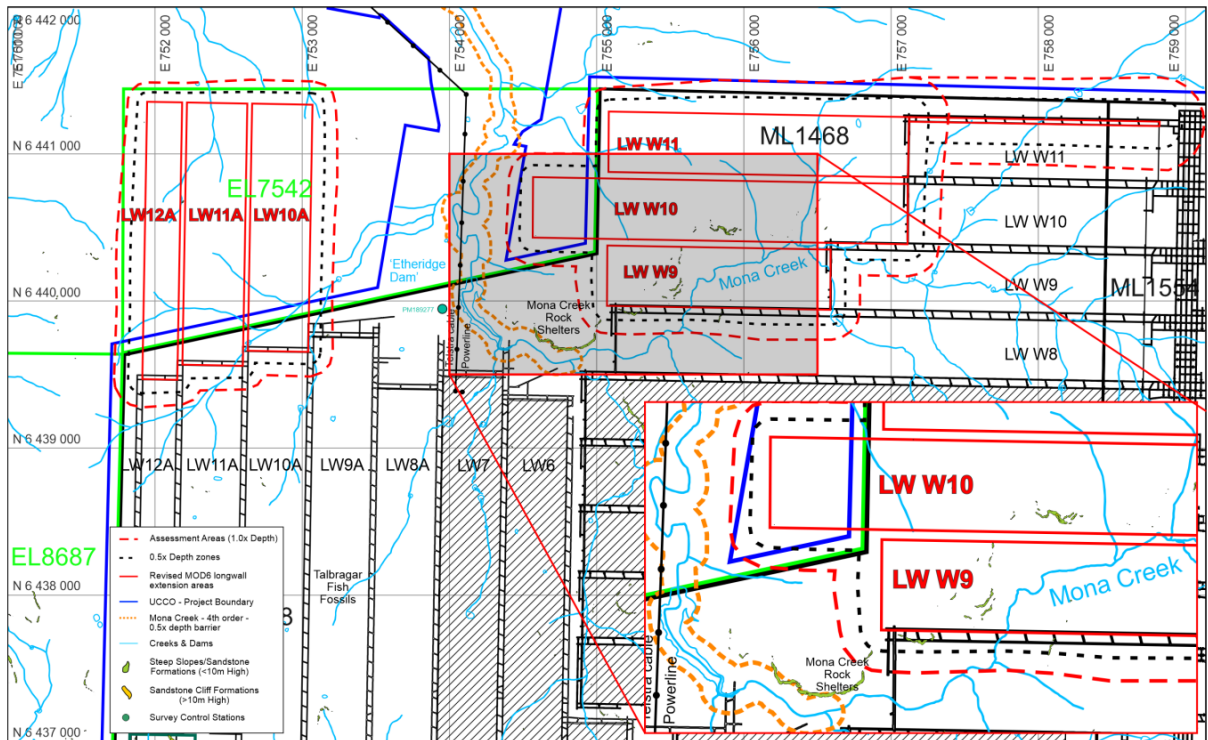 N 6 442 000
E 752 000
E 753 000
E 754 000
E 755 000
E 756 000
E 757 000
E 758 000
E 759 000
N 6 441 000
EL7542
LW12A
LW11A
LW10A
'Etheridge
Dam'
PM189277
LW W11
ML1468
LW W11
LW W10
LW W10
LW W9
Mona Creek
LW W9
ML1554
LW W8
N 6 440 000
Mona Creek
Rock
Shelters
Telstra cable
Powerline
N 6 439 000
LW12A
LW11A
LW10A
LW9A
LW8A
LW7
LW6
EL8687
N 6 438 000
Talbragar
Fish
Fossils
Assessment Areas (1.0x Depth)
0.5x Depth zones
Revised MOD6 longwall
extension areas
UCCO - Project Boundary
Mona Creek - 4th order -
0.5x depth barrier
Creeks & Dams
Steep Slopes/Sandstone
Formations (<10m High)
Sandstone Cliff Formations
(>10m High)
Survey Control Stations
N 6 437 000
LW W10
LW W9
Mona Creek
Mona Creek
Rock
Shelters
Powerline